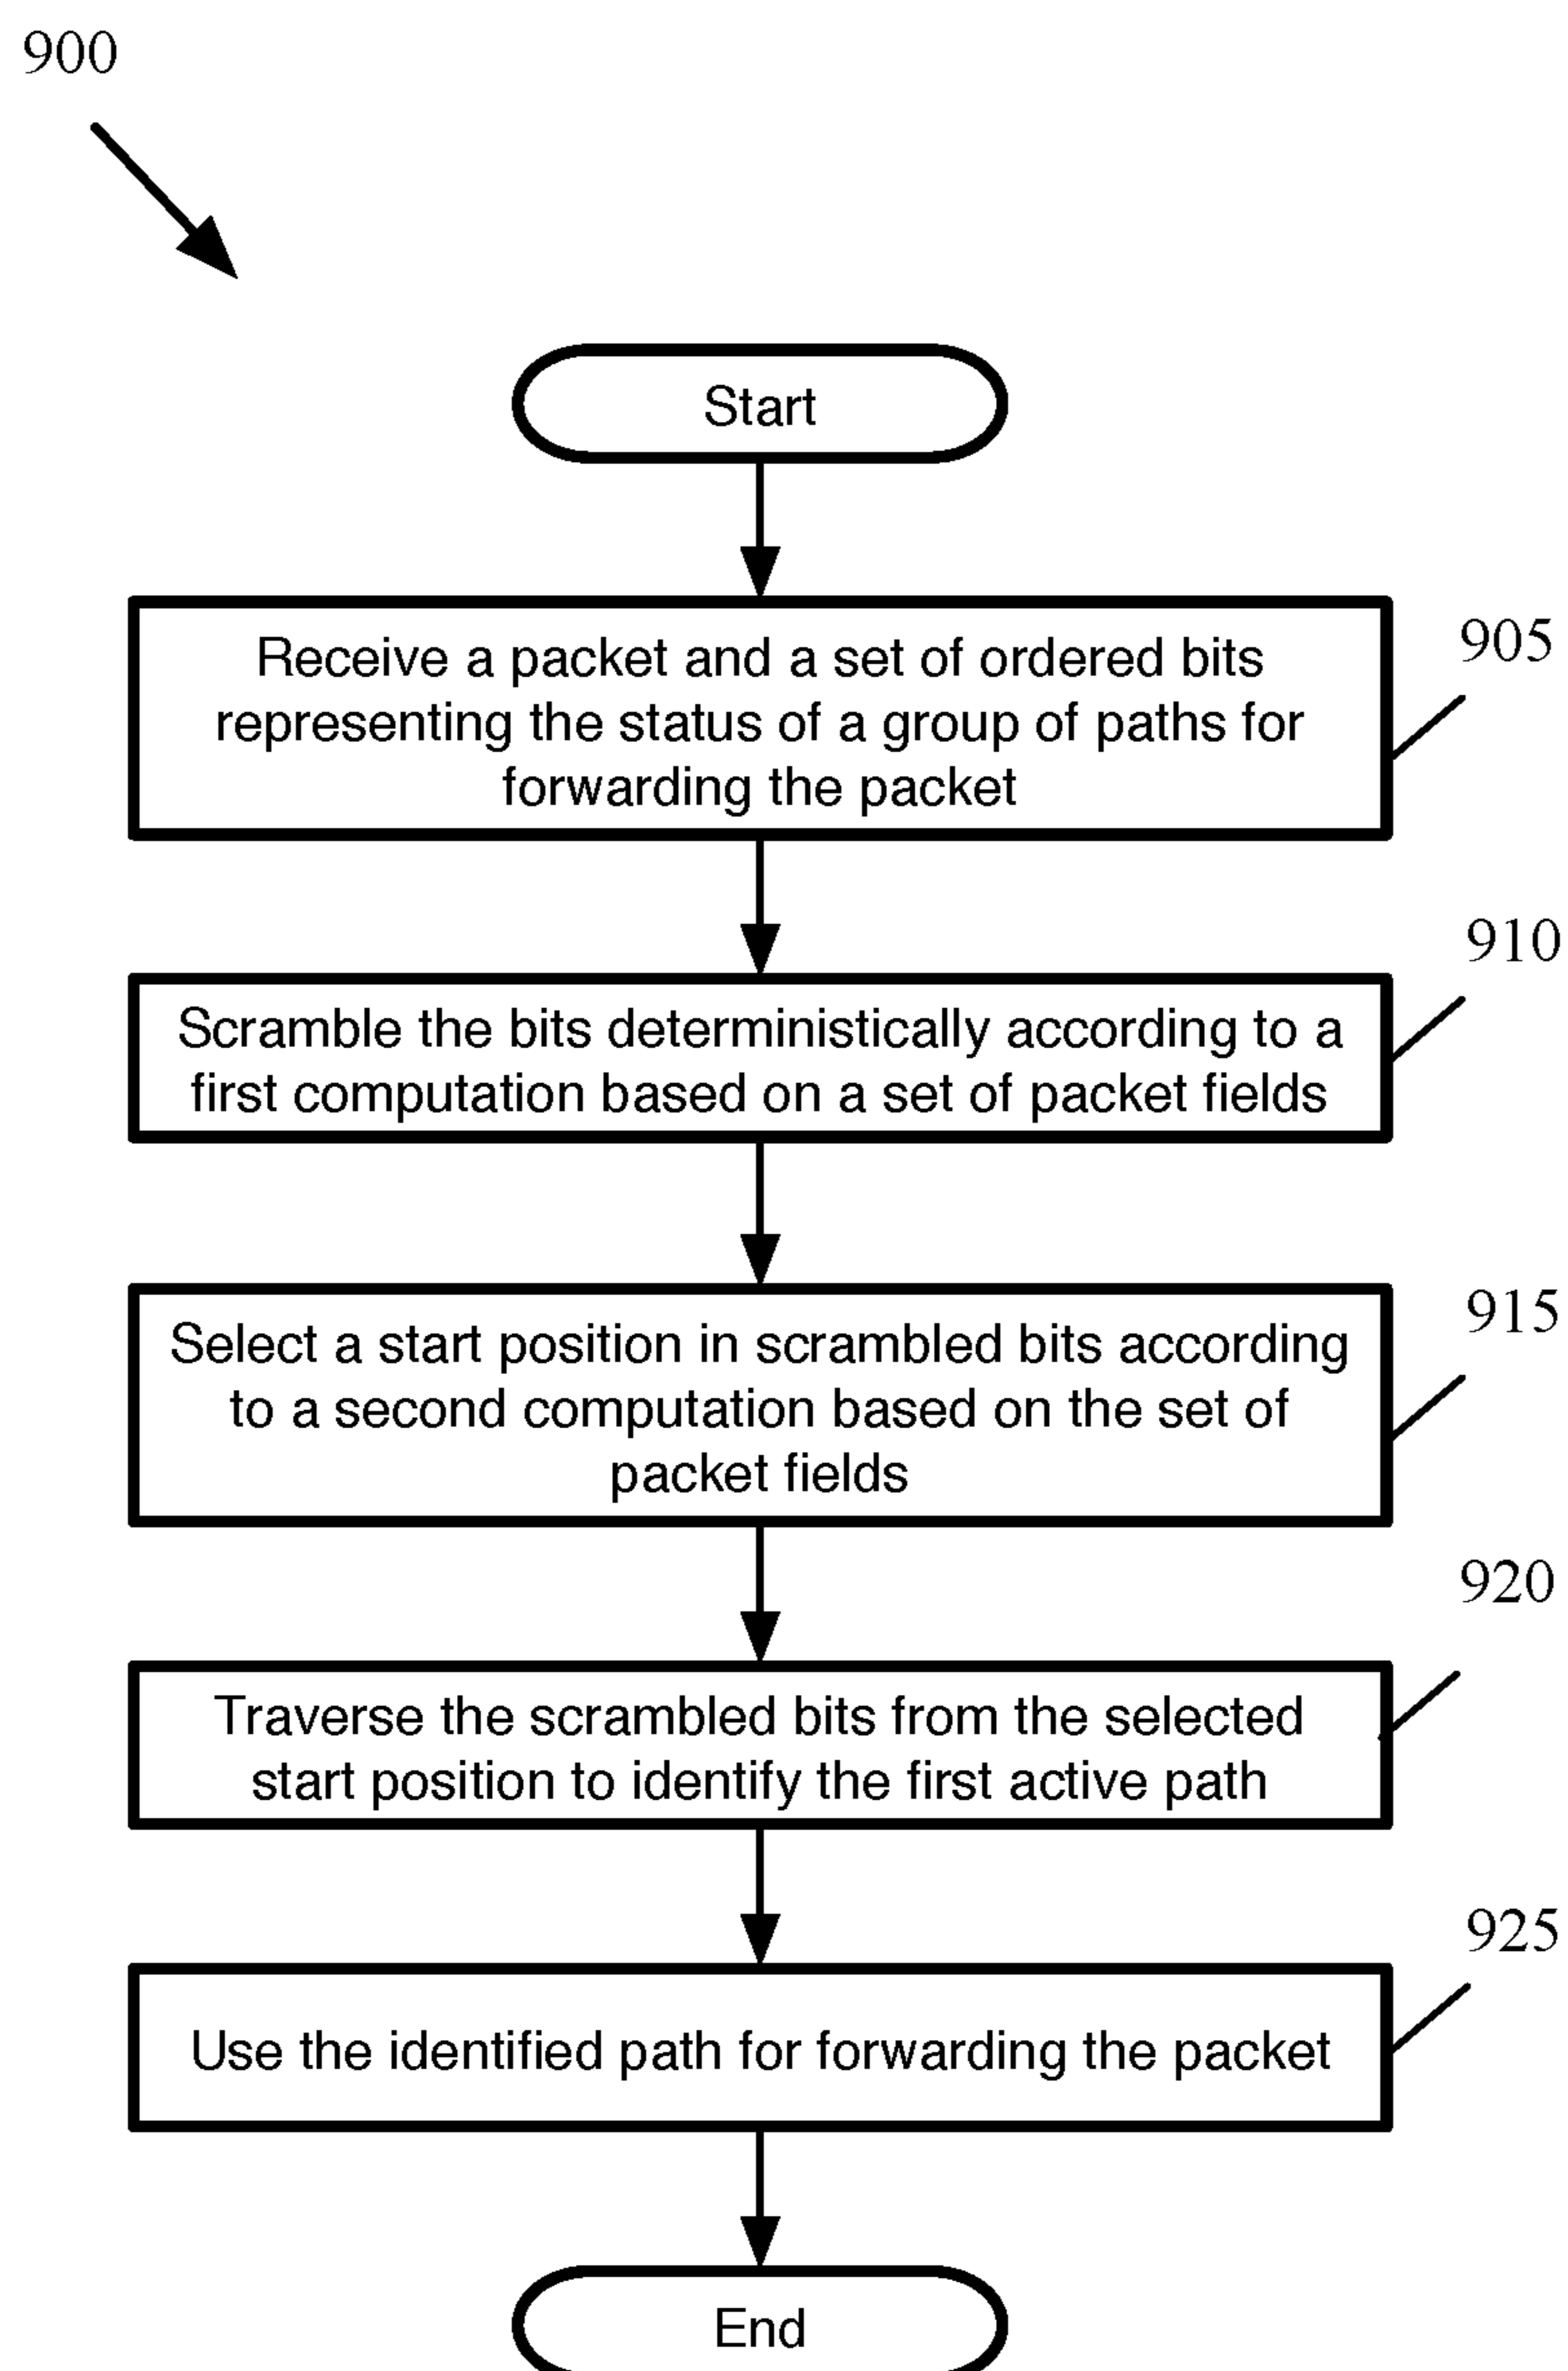 900
Start
Receive a packet and a set of ordered bits
representing the status of a group of paths for
forwarding the packet
905
Scramble the bits deterministically according to a
first computation based on a set of packet fields
910
Select a start position in scrambled bits according
to a second computation based on the set of
packet fields
915
Traverse the scrambled bits from the selected
start position to identify the first active path
920
Use the identified path for forwarding the packet
925
End